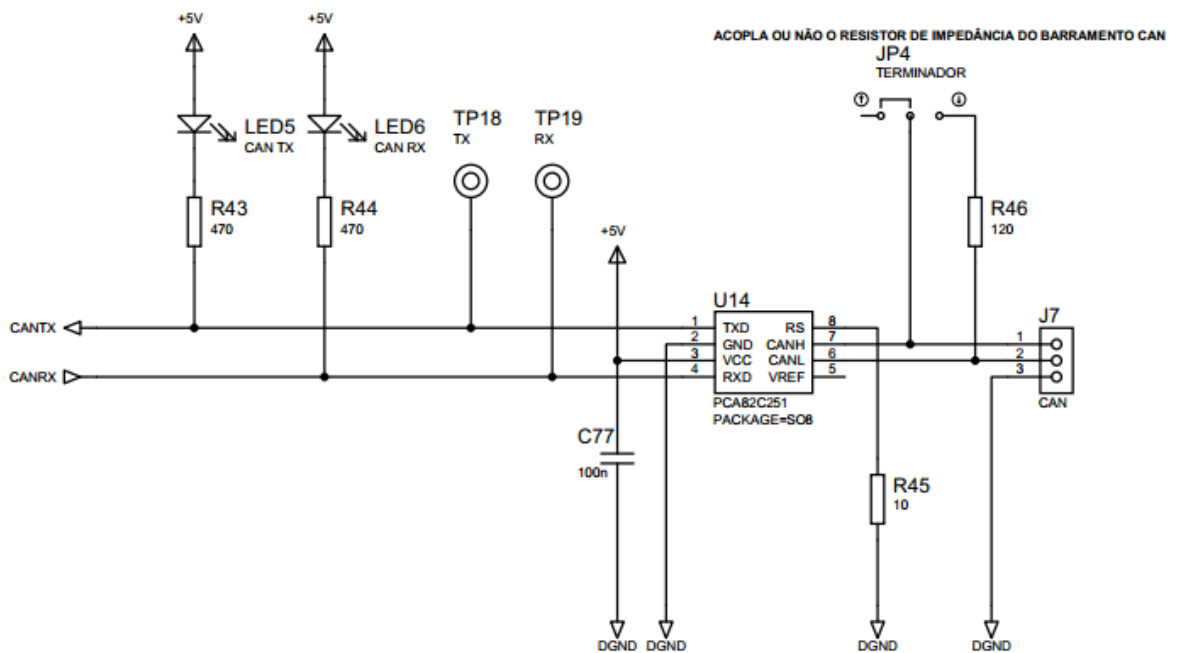 +5V
+5V
ACOPLA OU NÃO O RESISTOR DE IMPEDÂNCIA DO BARRAMENTO CAN
JP4
TERMINADOR
LED5
CAN TX
LED6
CAN RX
TP18
TX
TP19
RX
R43
470
R44
470
R46
120
+5V
U14
J7
CANTX
CANRX
1 TXD RS 8
2 GND CANH 7
3 VCC CANL 6
4 RXD VREF 5
1
2
3
PCA82C251
PACKAGE=SO8
CAN
C77
100n
R45
10
DGND
DGND
DGND
DGND